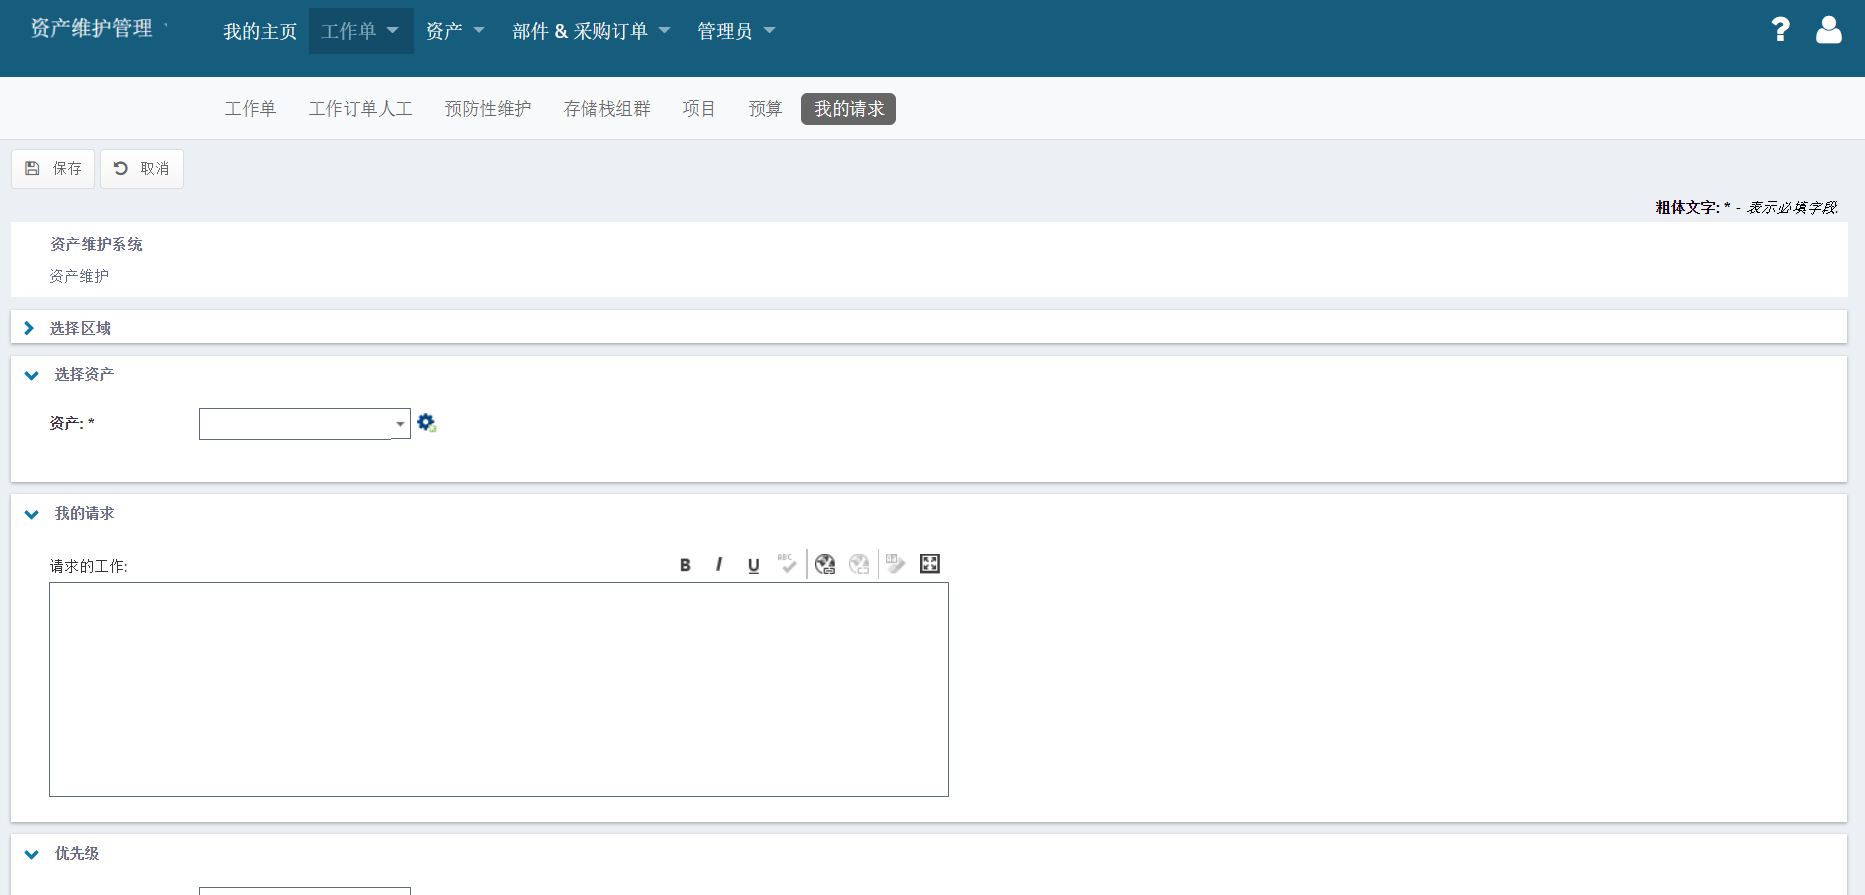 资产维护管理
我的主页 工作单 资产 部件 & 采购订单 管理员
工作单 工作订单人工 预防性维护 存储栈组群 项目 预算 我的请求
保存 取消
粗体文字: * - 表示必填字段
资产维护系统
资产维护
选择区域
选择资产
资产: *
我的请求
请求的工作:
B I U ABC
优先级